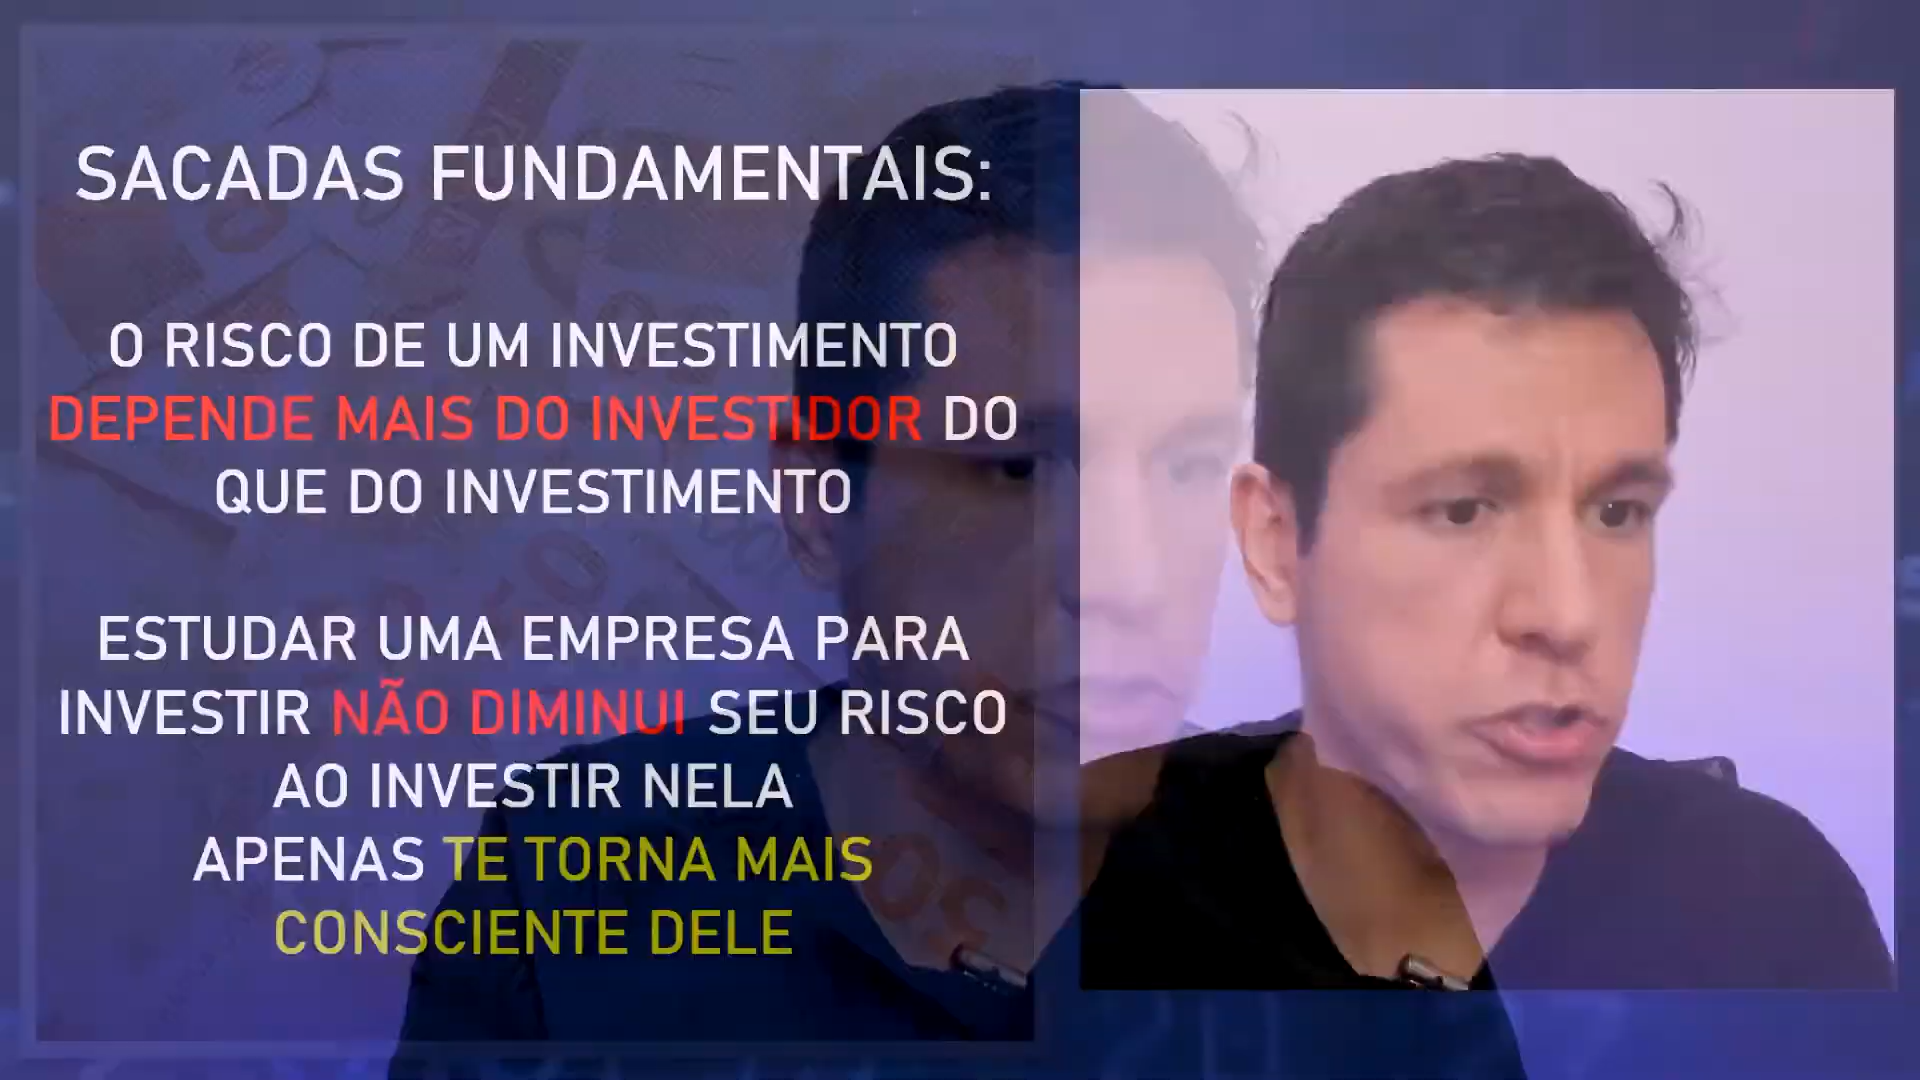 SACADAS FUNDAMENTAIS:
O RISCO DE UM INVESTIMENTO
DEPENDE MAIS DO INVESTIDOR DO
QUE DO INVESTIMENTO
ESTUDAR UMA EMPRESA PARA
INVESTIR NÃO DIMINUI SEU RISCO
AO INVESTIR NELA
APENAS TE TORNA MAIS
CONSCIENTE DELE